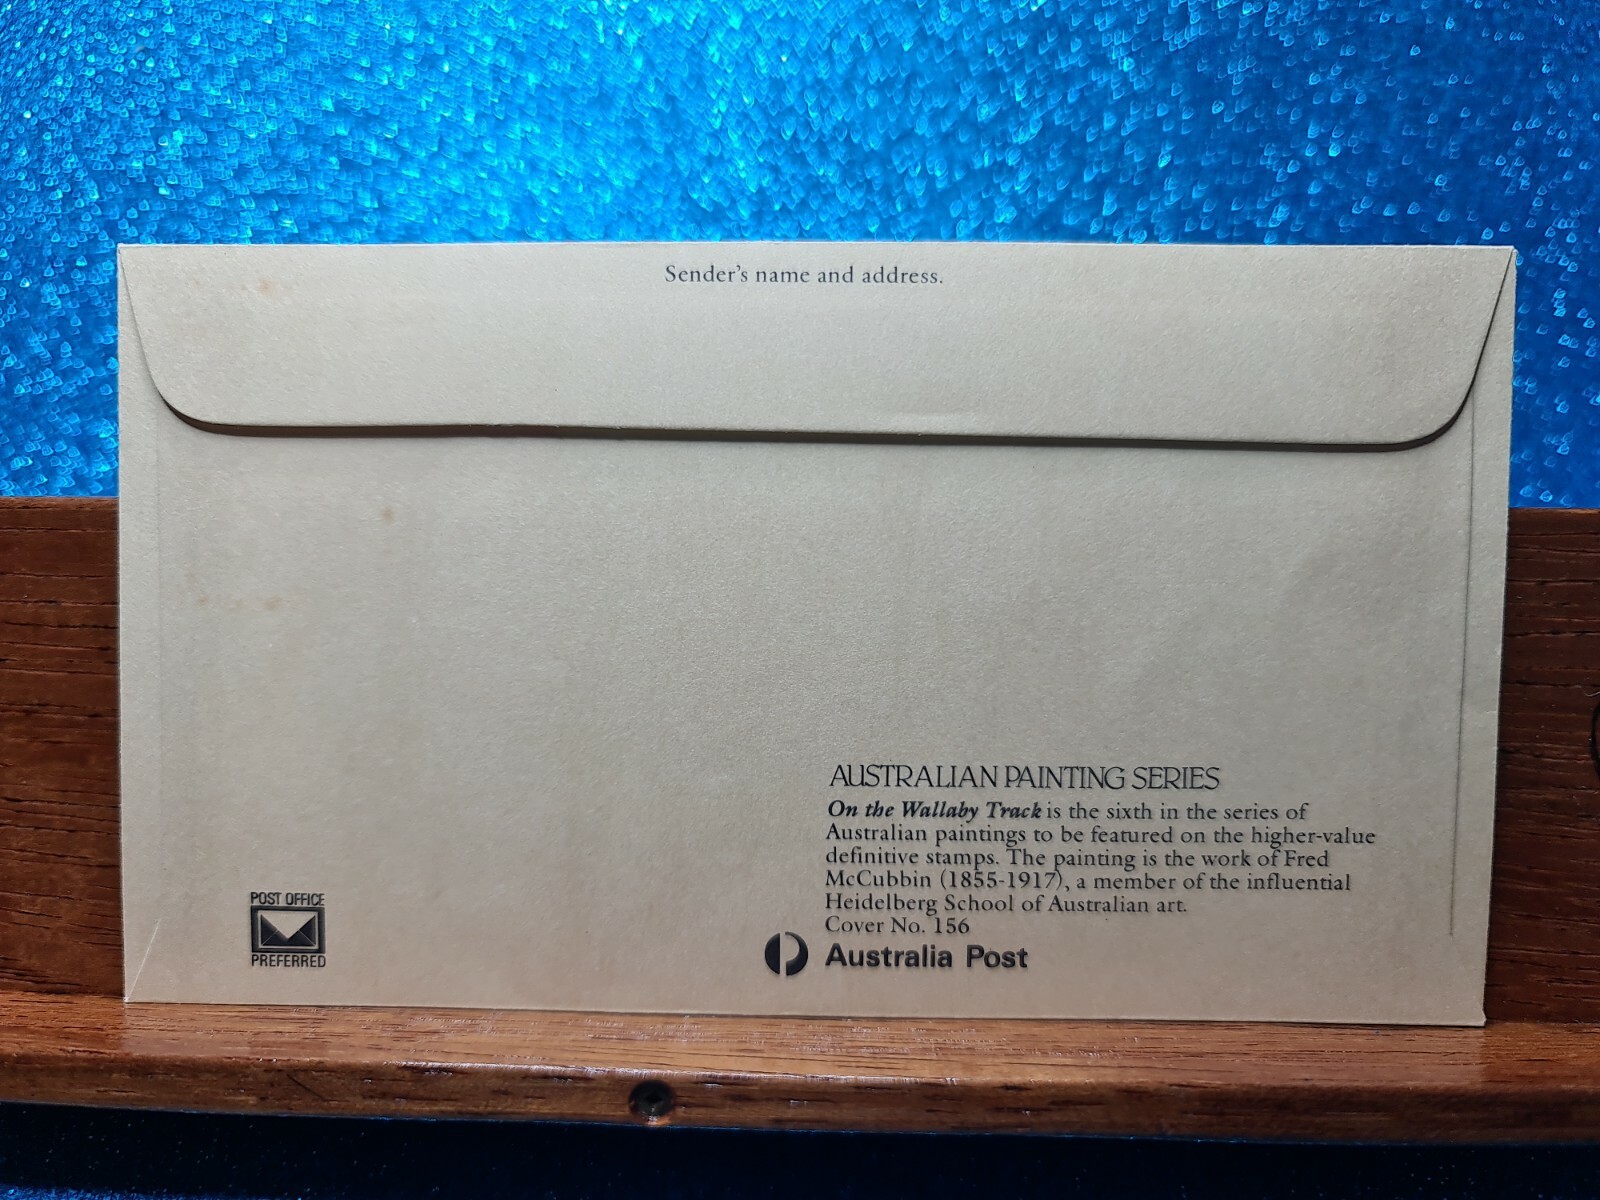 Sender's name and address.
AUSTRALIAN PAINTING SERIES
On the Wallaby Track is the sixth in the series of
Australian paintings to be featured on the higher-value
definitive stamps. The painting is the work of Fred
McCubbin (1855-1917), a member of the influential
Heidelberg School of Australian art.
Cover No. 156
Australia Post
POST OFFICE
PREFERRED